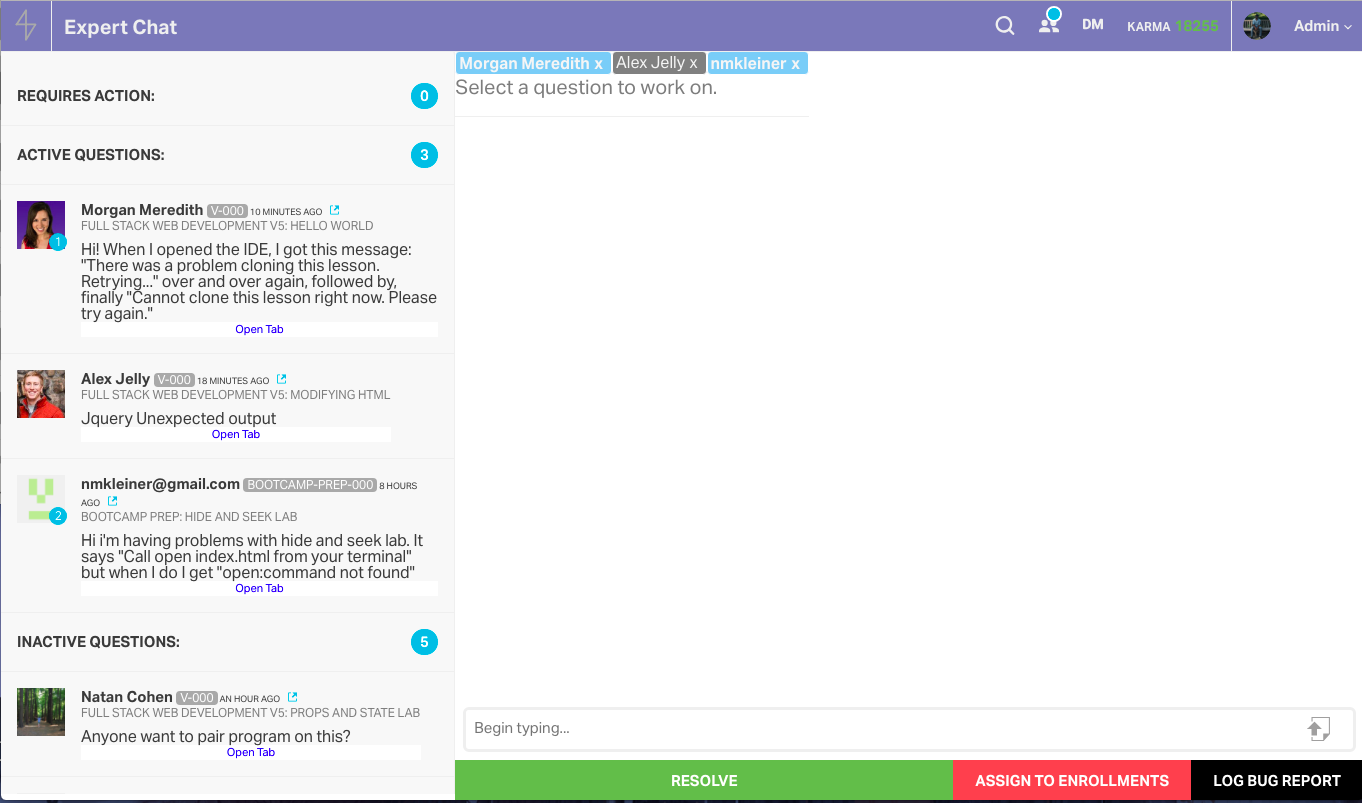 Expert Chat
DM
KARMA 18255
Admin
REQUIRES ACTION:
0
ACTIVE QUESTIONS:
3
Morgan Meredith V-000 10 MINUTES AGO
FULL STACK WEB DEVELOPMENT V5: HELLO WORLD
1
Hi! When I opened the IDE, I got this message:
"There was a problem cloning this lesson.
Retrying..." over and over again, followed by,
finally "Cannot clone this lesson right now. Please
try again."
Open Tab
Alex Jelly V-000 18 MINUTES AGO
FULL STACK WEB DEVELOPMENT V5: MODIFYING HTML
Jquery Unexpected output
Open Tab
nmkleiner@gmail.com BOOTCAMP-PREP-000 8 HOURS
AGO
BOOTCAMP PREP: HIDE AND SEEK LAB
2
Hi i'm having problems with hide and seek lab. It
says "Call open index.html from your terminal"
but when I do I get "open:command not found"
Open Tab
INACTIVE QUESTIONS:
5
Natan Cohen V-000 AN HOUR AGO
FULL STACK WEB DEVELOPMENT V5: PROPS AND STATE LAB
Anyone want to pair program on this?
Open Tab
Morgan Meredith x Alex Jelly x nmkleiner x
Select a question to work on.
Begin typing...
RESOLVE
ASSIGN TO ENROLLMENTS
LOG BUG REPORT